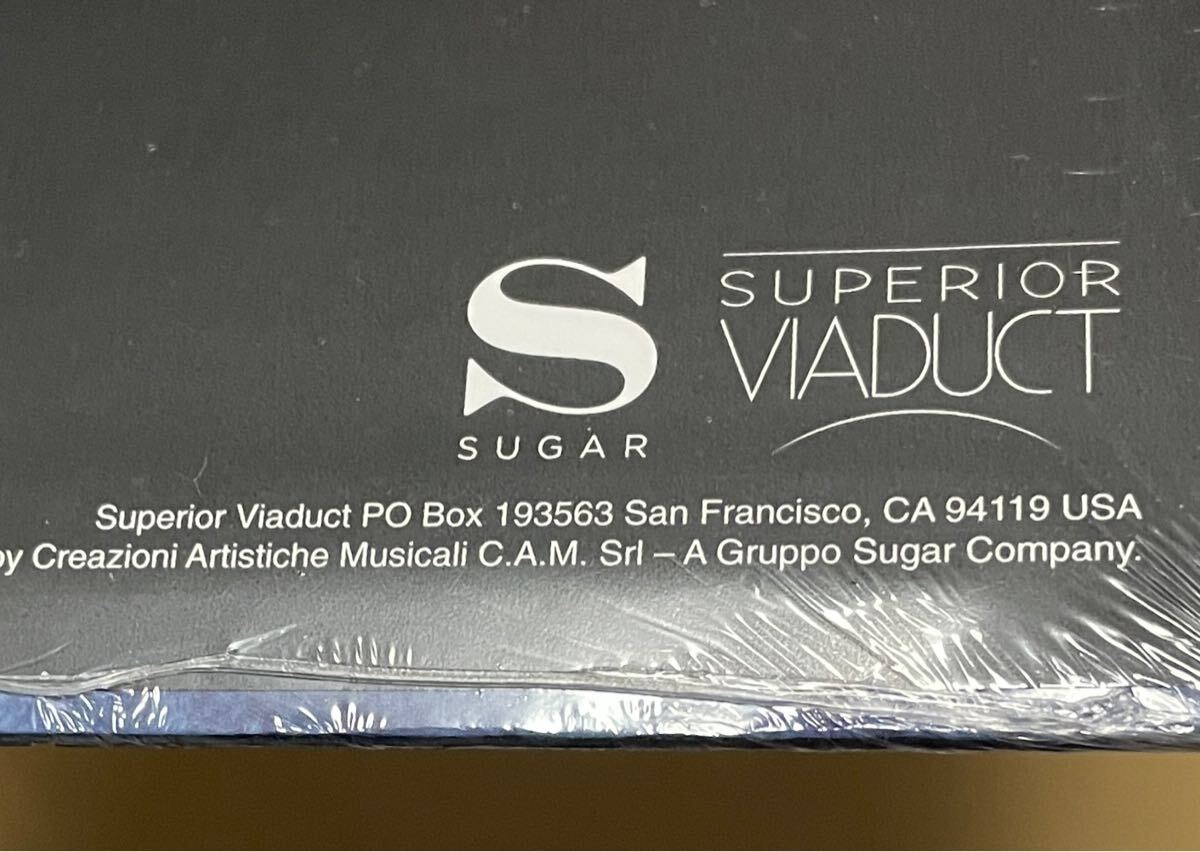 S
SUGAR
SUPERIOR
VIADUCT
Superior Viaduct PO Box 193563 San Francisco, CA 94119 USA
by Creazioni Artistiche Musicali C.A.M. Srl – A Gruppo Sugar Company.